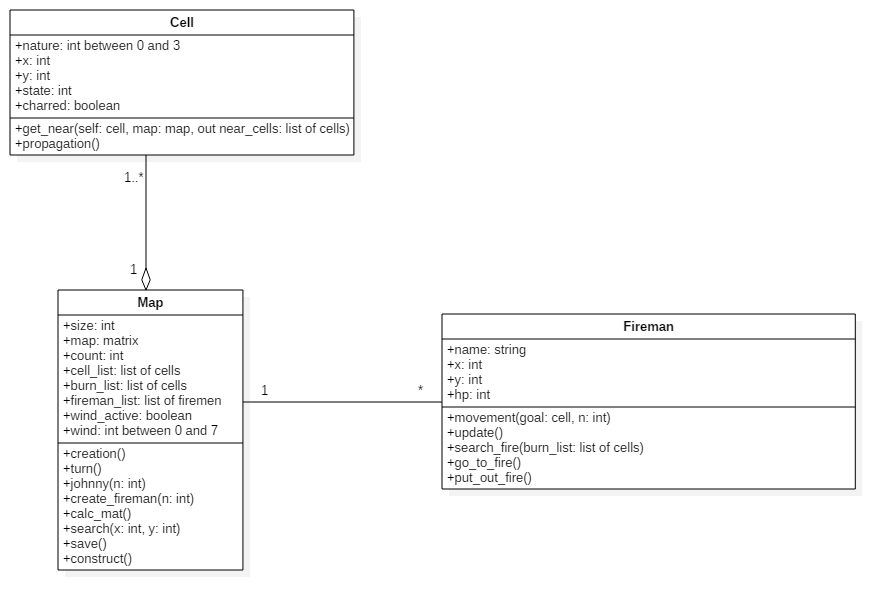 Cell
+nature: int between 0 and 3
+x: int
+y: int
+state: int
+charred: boolean
+get_near(self: cell, map: map, out near_cells: list of cells)
+propagation()
1..*
1
Map
+size: int
+map: matrix
+count: int
+cell_list: list of cells
+burn_list: list of cells
+fireman_list: list of firemen
+wind_active: boolean
+wind: int between 0 and 7
+creation()
+turn()
+johnny(n: int)
+create_fireman(n: int)
+calc_mat()
+search(x: int, y: int)
+save()
+construct()
1
*
Fireman
+name: string
+x: int
+y: int
+hp: int
+movement(goal: cell, n: int)
+update()
+search_fire(burn_list: list of cells)
+go_to_fire()
+put_out_fire()